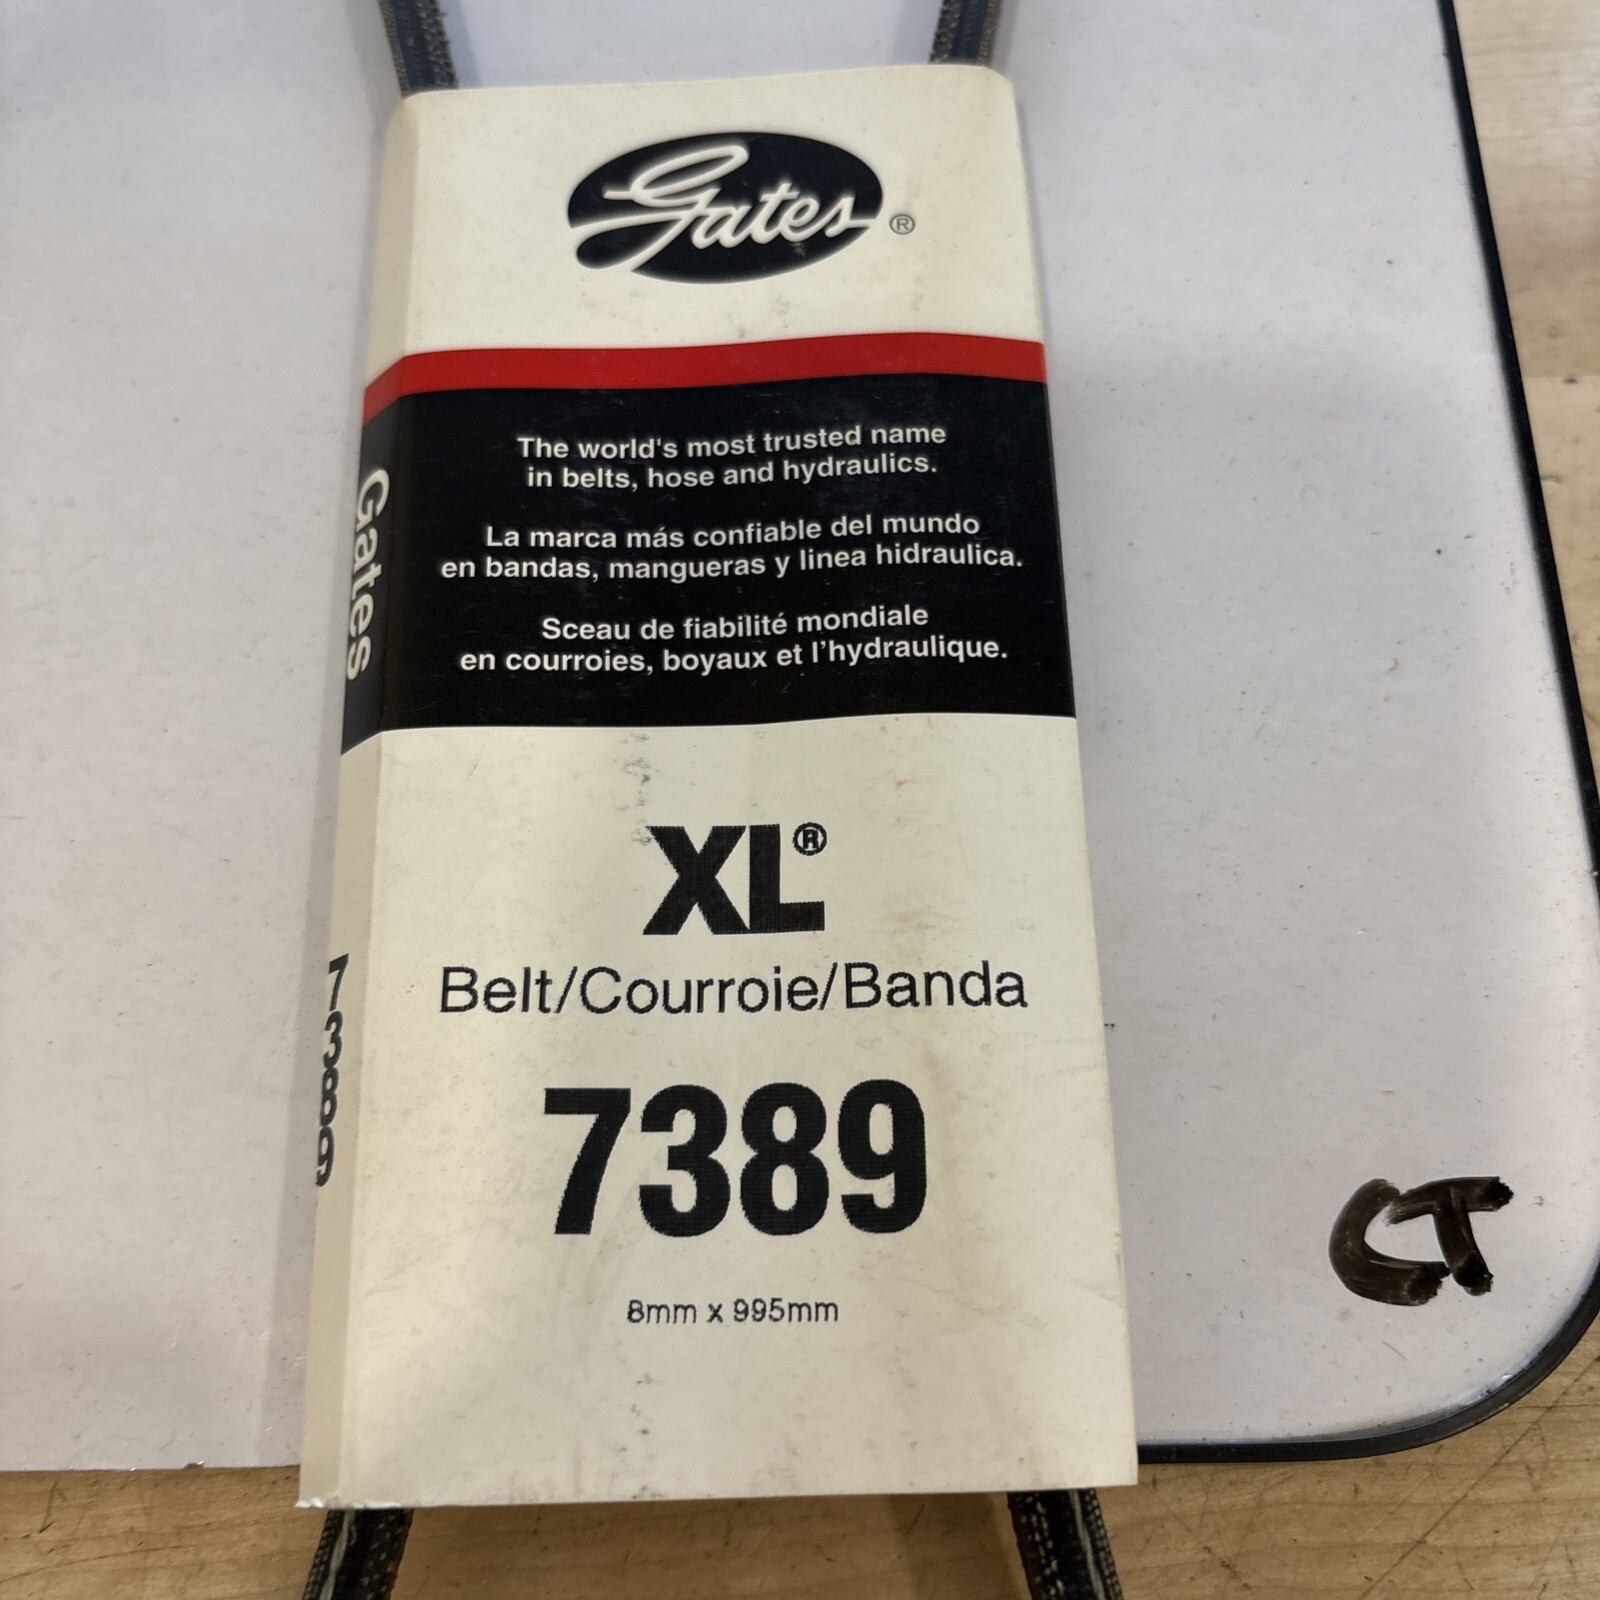 Gates®
The world's most trusted name
in belts, hose and hydraulics.
La marca más confiable del mundo
en bandas, mangueras y linea hidraulica.
Sceau de fiabilité mondiale
en courroies, boyaux et l'hydraulique.
Gates
XL®
Belt/Courroie/Banda
7389
7389
8mm x 995mm
CT